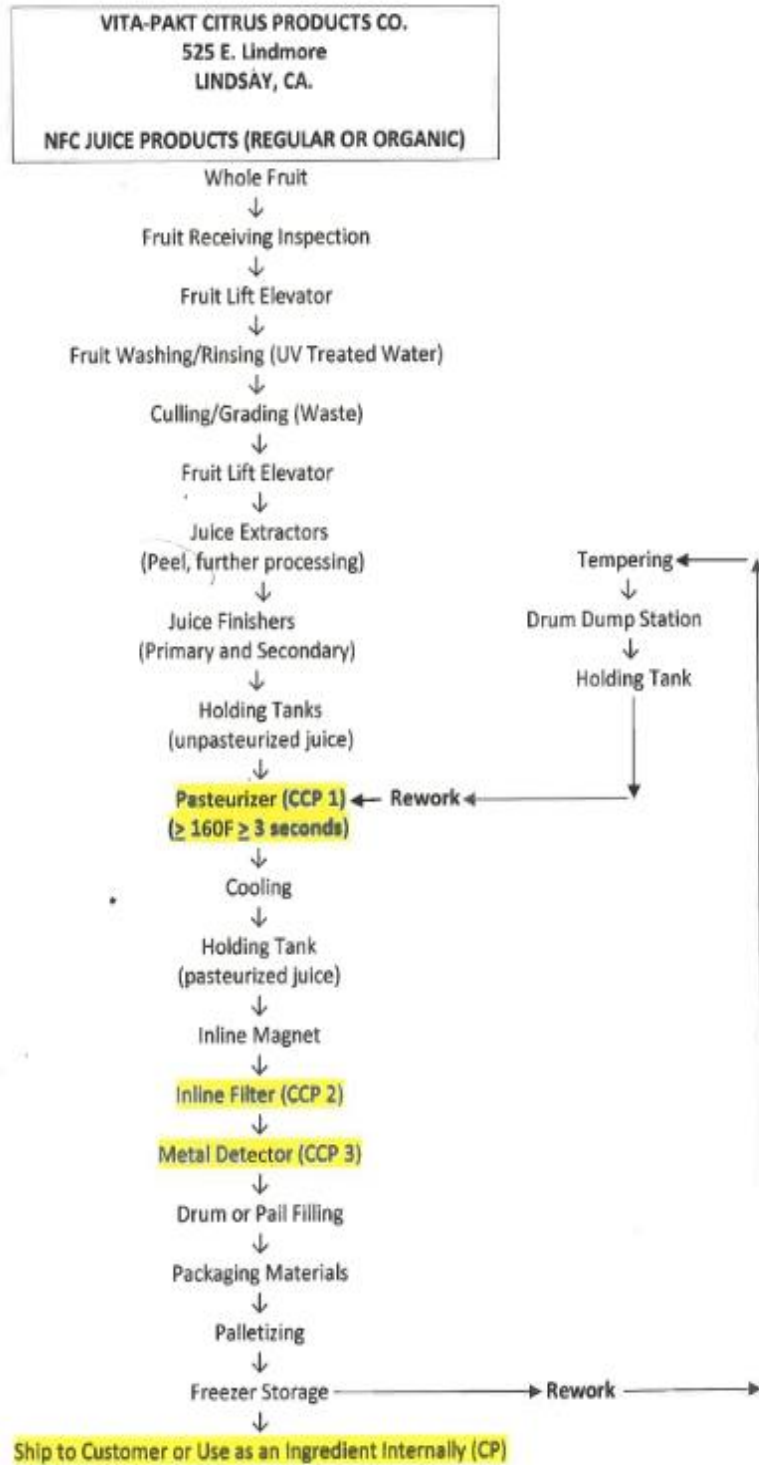 VITA-PAKT CITRUS PRODUCTS CO.
525 E. Lindmore
LINDSAY, CA.
NFC JUICE PRODUCTS (REGULAR OR ORGANIC)
Whole Fruit
↓
Fruit Receiving Inspection
↓
Fruit Lift Elevator
↓
Fruit Washing/Rinsing (UV Treated Water)
↓
Culling/Grading (Waste)
↓
Fruit Lift Elevator
↓
Juice Extractors
(Peel, further processing)
↓
Juice Finishers
(Primary and Secondary)
↓
Holding Tanks
(unpasteurized juice)
↓
Pasteurizer (CCP 1) ← Rework ←
(≥ 160F ≥ 3 seconds)
↓
Cooling
↓
Holding Tank
(pasteurized juice)
↓
Inline Magnet
↓
Inline Filter (CCP 2)
↓
Metal Detector (CCP 3)
↓
Drum or Pail Filling
↓
Packaging Materials
↓
Palletizing
↓
Freezer Storage → Rework →
↓
Ship to Customer or Use as an Ingredient Internally (CP)
Tempering ←
↓
Drum Dump Station
↓
Holding Tank